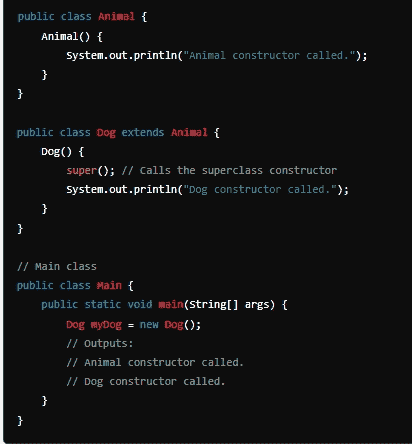 public class Animal {
    Animal() {
        System.out.println("Animal constructor called.");
    }
}

public class Dog extends Animal {
    Dog() {
        super(); // Calls the superclass constructor
        System.out.println("Dog constructor called.");
    }
}

// Main class
public class Main {
    public static void main(String[] args) {
        Dog myDog = new Dog();
        // Outputs:
        // Animal constructor called.
        // Dog constructor called.
    }
}